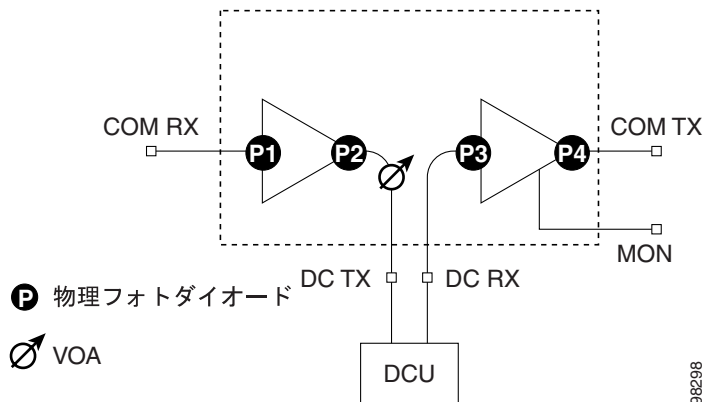 COM RX
COM TX
P1
P2
P3
P4
MON
DC TX
DC RX
P 物理フォトダイオード
VOA
DCU
98298